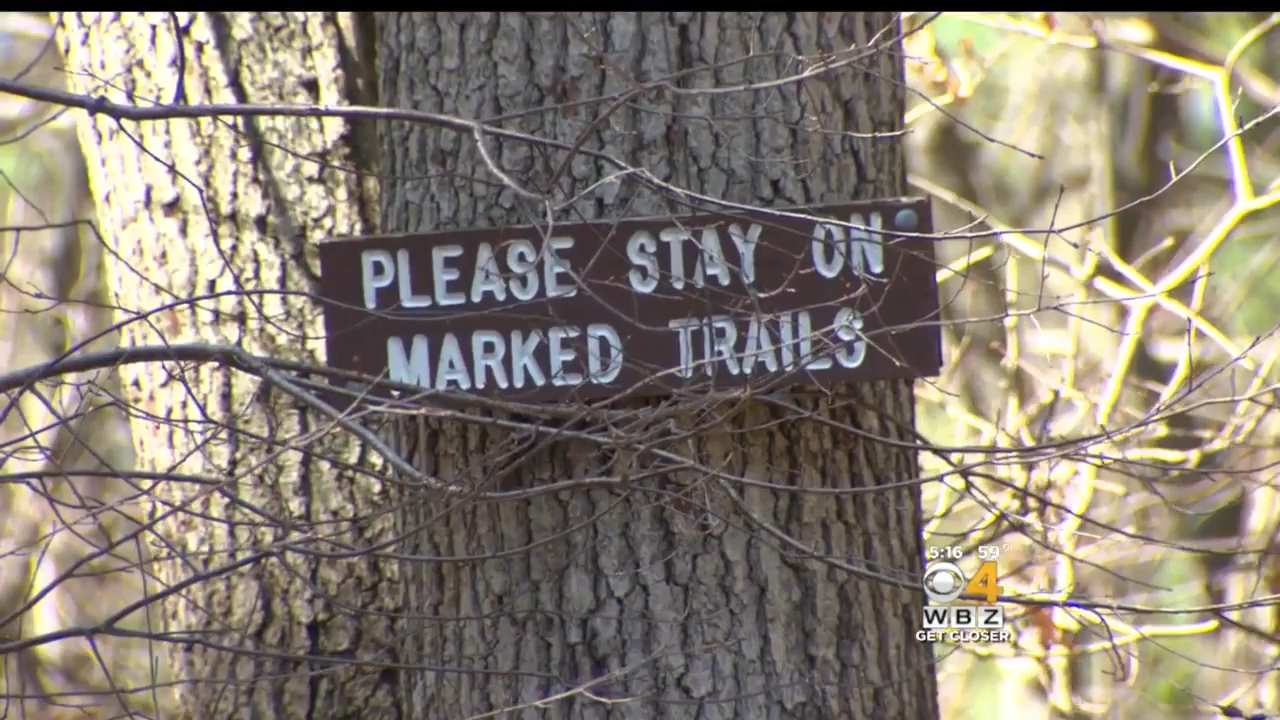 PLEASE STAY ON
MARKED TRAILS
5:16 59°
4
WBZ
GET CLOSER